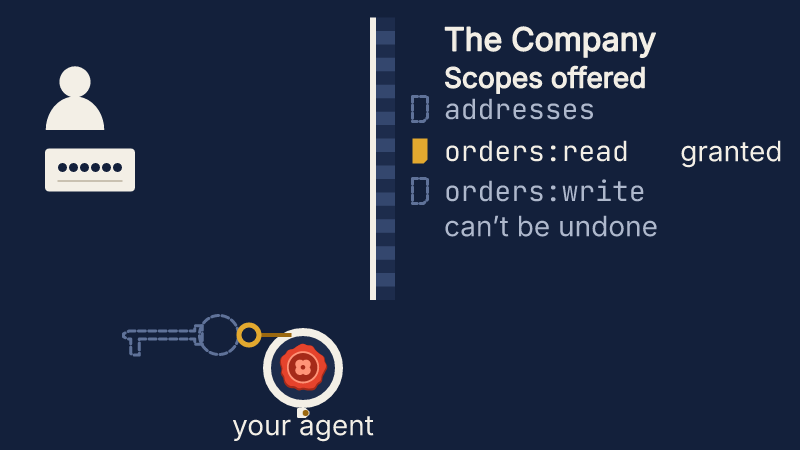 The Company
Scopes offered
addresses
orders:read granted
orders:write
can't be undone
your agent